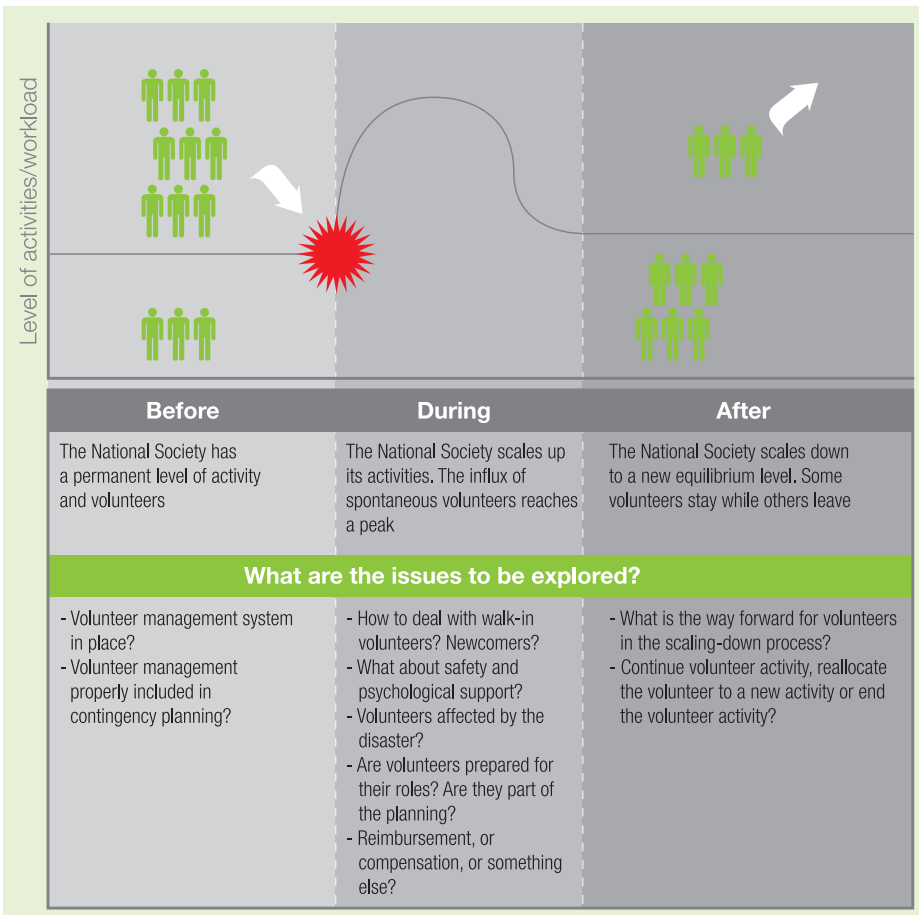 Level of activities/workload
Before
During
After
The National Society has
a permanent level of activity
and volunteers
The National Society scales up
its activities. The influx of
spontaneous volunteers reaches
a peak
The National Society scales down
to a new equilibrium level. Some
volunteers stay while others leave
What are the issues to be explored?
- Volunteer management system
in place?
- Volunteer management
properly included in
contingency planning?
- How to deal with walk-in
volunteers? Newcomers?
- What about safety and
psychological support?
- Volunteers affected by the
disaster?
- Are volunteers prepared for
their roles? Are they part of
the planning?
- Reimbursement, or
compensation, or something
else?
- What is the way forward for volunteers
in the scaling-down process?
- Continue volunteer activity, reallocate
the volunteer to a new activity or end
the volunteer activity?